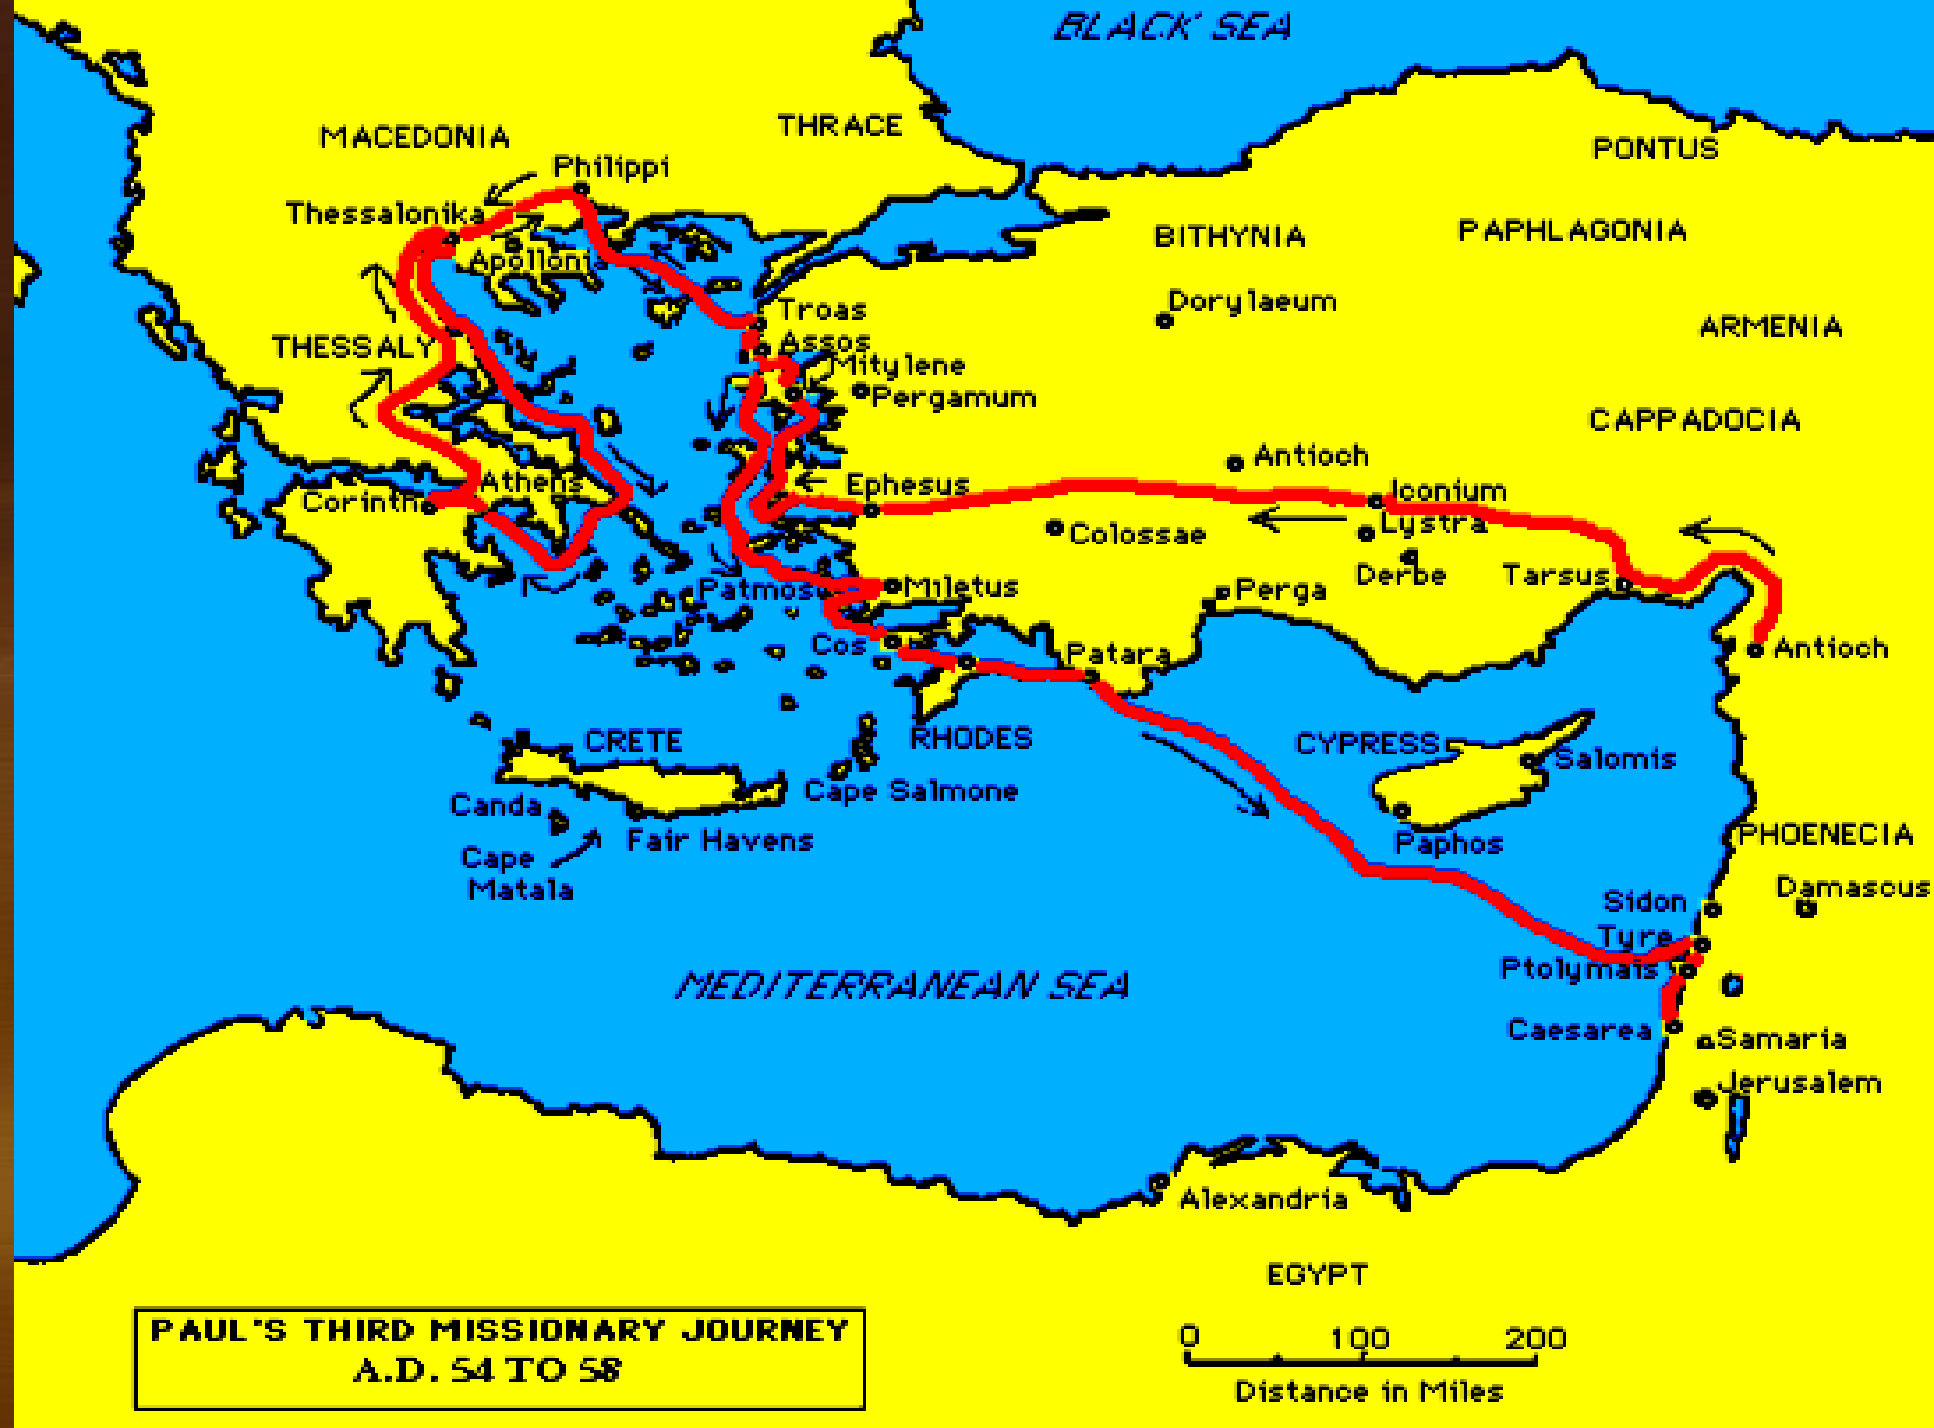 BLACK SEA
MACEDONIA
THRACE
PONTUS
Philippi
Thessalonika
BITHYNIA
PAPHLAGONIA
Apollonia
Dorylaeum
Troas
ARMENIA
THESSALY
Assos
Mitylene
Pergamum
CAPPADOCIA
Antioch
Athens
Ephesus
Iconium
Corinth
Lystra
Colossae
Derbe
Tarsus
Patmos
Miletus
Perga
Cos
Patara
Antioch
CRETE
RHODES
CYPRESS
Salomis
Canda
Cape Salmone
Fair Havens
Paphos
PHOENECIA
Cape
Matala
Damascus
Sidon
Tyre
Ptolymais
MEDITERRANEAN SEA
Caesarea
Samaria
Jerusalem
Alexandria
EGYPT
PAUL'S THIRD MISSIONARY JOURNEY
A.D. 54 TO 58
0 100 200
Distance in Miles